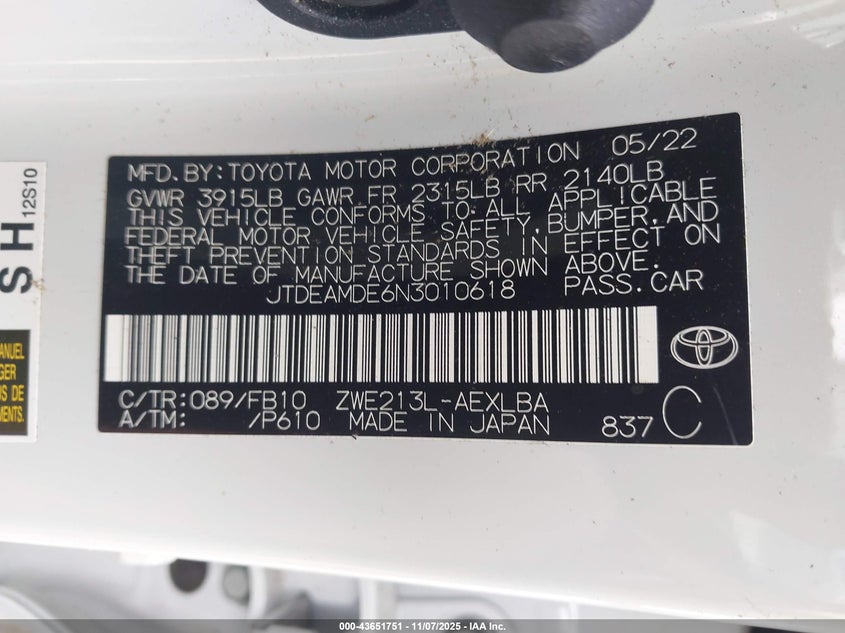 MFD.BY:TOYOTA MOTOR CORPORATION 05/22
GVWR 3915LB GAWR FR 2315LB RR 2140LB
THIS VEHICLE CONFORMS TO ALL APPLICABLE
FEDERAL MOTOR VEHICLE SAFETY,BUMPER,AND
THEFT PREVENTION STANDARDS IN EFFECT ON
THE DATE OF MANUFACTURE SHOWN ABOVE.
JTDEAMDE6N3010618 PASS.CAR
C/TR:089/FB10 ZWE213L-AEXLBA
A/TM: /P610 MADE IN JAPAN 837 C
S H
12S10
MANUEL
000-43651751 - 11/07/2025 - IAA Inc.